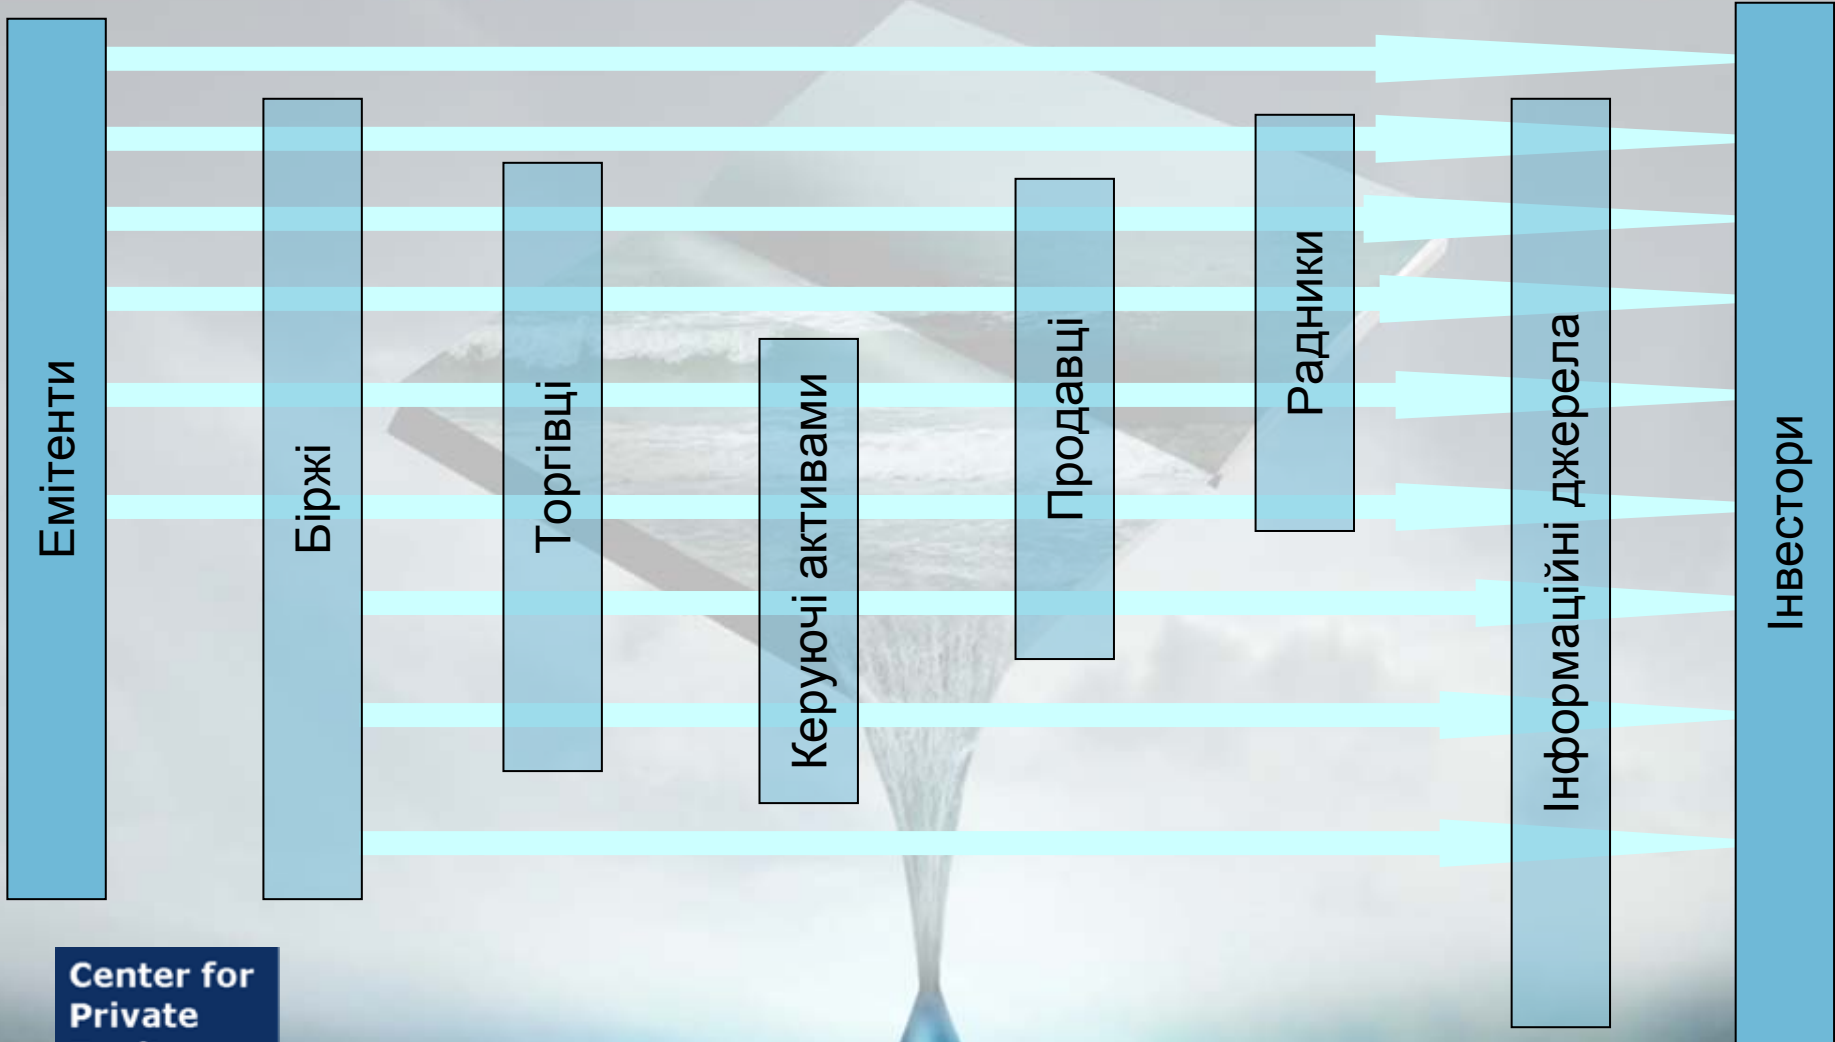 Емітенти
Біржі
Торгівці
Керуючі активами
Продавці
Радники
Інформаційні джерела
Інвестори
Center for
Private